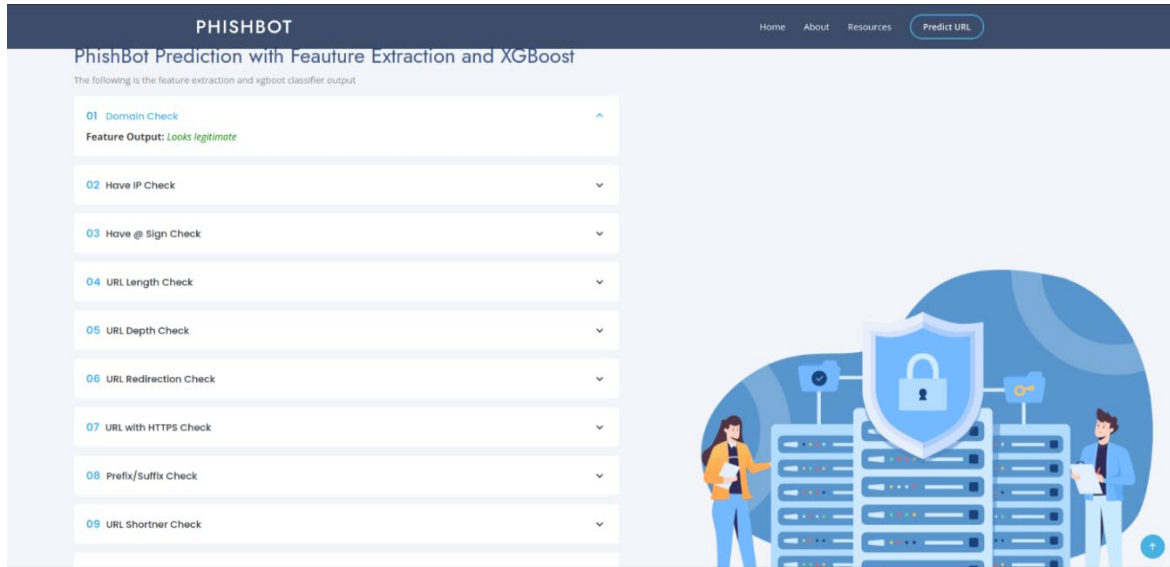 PHISHBOT
Home About Resources Predict URL
PhishBot Prediction with Feauture Extraction and XGBoost
The following is the feature extraction and xgboot classifier output
01 Domain Check
Feature Output: Looks legitimate
02 Have IP Check
03 Have @ Sign Check
04 URL Length Check
05 URL Depth Check
06 URL Redirection Check
07 URL with HTTPS Check
08 Prefix/Suffix Check
09 URL Shortner Check